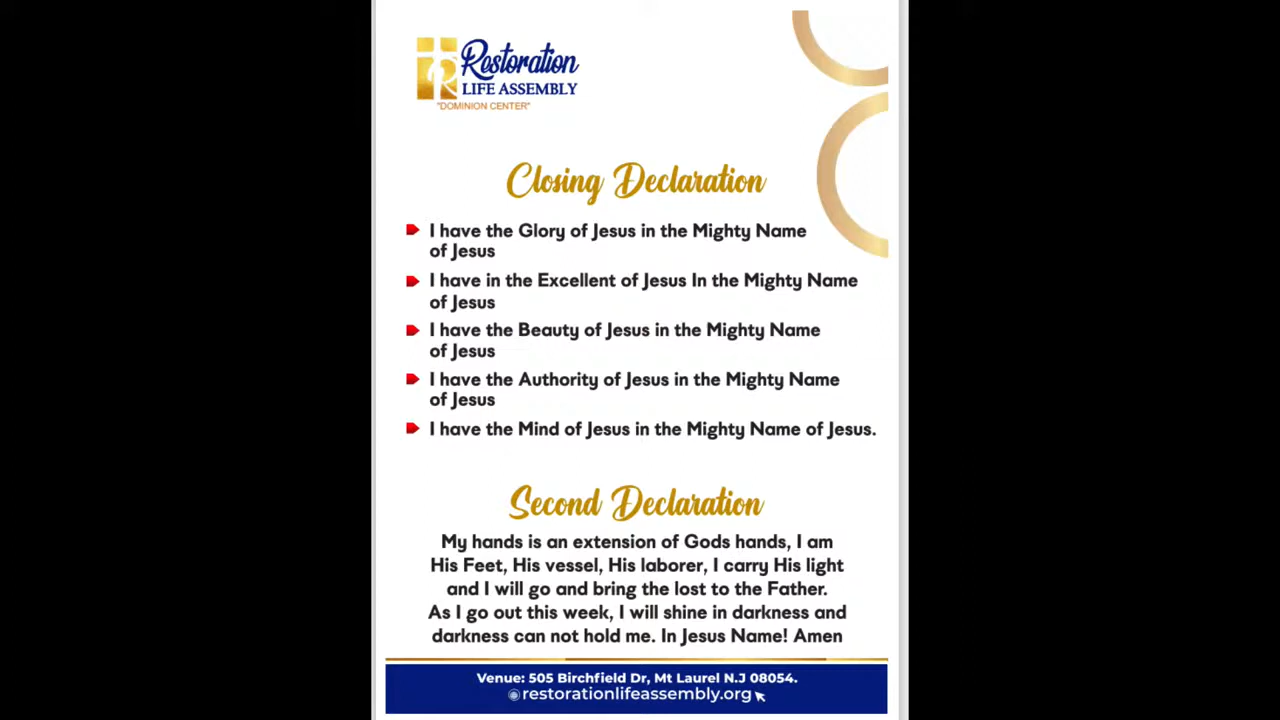 Restoration
LIFE ASSEMBLY
"DOMINION CENTER"
Closing Declaration
I have the Glory of Jesus in the Mighty Name
of Jesus
I have in the Excellent of Jesus In the Mighty Name
of Jesus
I have the Beauty of Jesus in the Mighty Name
of Jesus
I have the Authority of Jesus in the Mighty Name
of Jesus
I have the Mind of Jesus in the Mighty Name of Jesus.
Second Declaration
My hands is an extension of Gods hands, I am
His Feet, His vessel, His laborer, I carry His light
and I will go and bring the lost to the Father.
As I go out this week, I will shine in darkness and
darkness can not hold me. In Jesus Name! Amen
Venue: 505 Birchfield Dr, Mt Laurel N.J 08054.
restorationlifeassembly.org